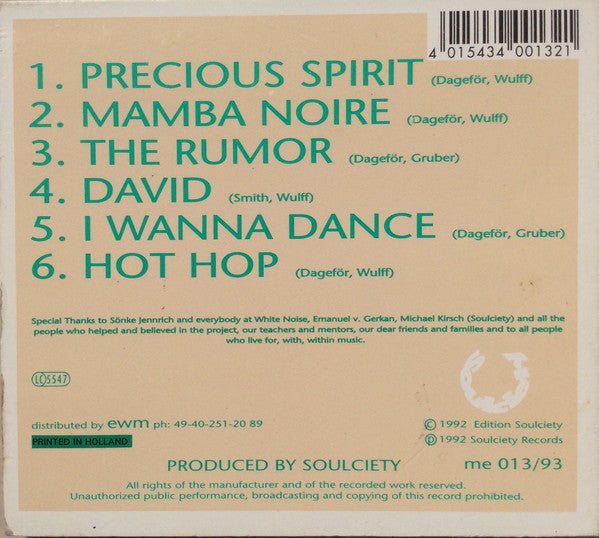 4 015434 001321
1. PRECIOUS SPIRIT (Dageför, Wulff)
2. MAMBA NOIRE (Dageför, Wulff)
3. THE RUMOR (Dageför, Gruber)
4. DAVID (Smith, Wulff)
5. I WANNA DANCE (Dageför, Gruber)
6. HOT HOP (Dageför, Wulff)
Special Thanks to Sönke Jennrich and everybody at White Noise, Emanuel v. Gerkan, Michael Kirsch (Soulciety) and all the
people who helped and believed in the project, our teachers and mentors, our dear friends and families and to all people
who live for, with, within music.
LC 5547
distributed by ewm ph: 49-40-251-20 89
PRINTED IN HOLLAND
© 1992 Edition Soulciety
℗ 1992 Soulciety Records
PRODUCED BY SOULCIETY me 013/93
All rights of the manufacturer and of the recorded work reserved.
Unauthorized public performance, broadcasting and copying of this record prohibited.